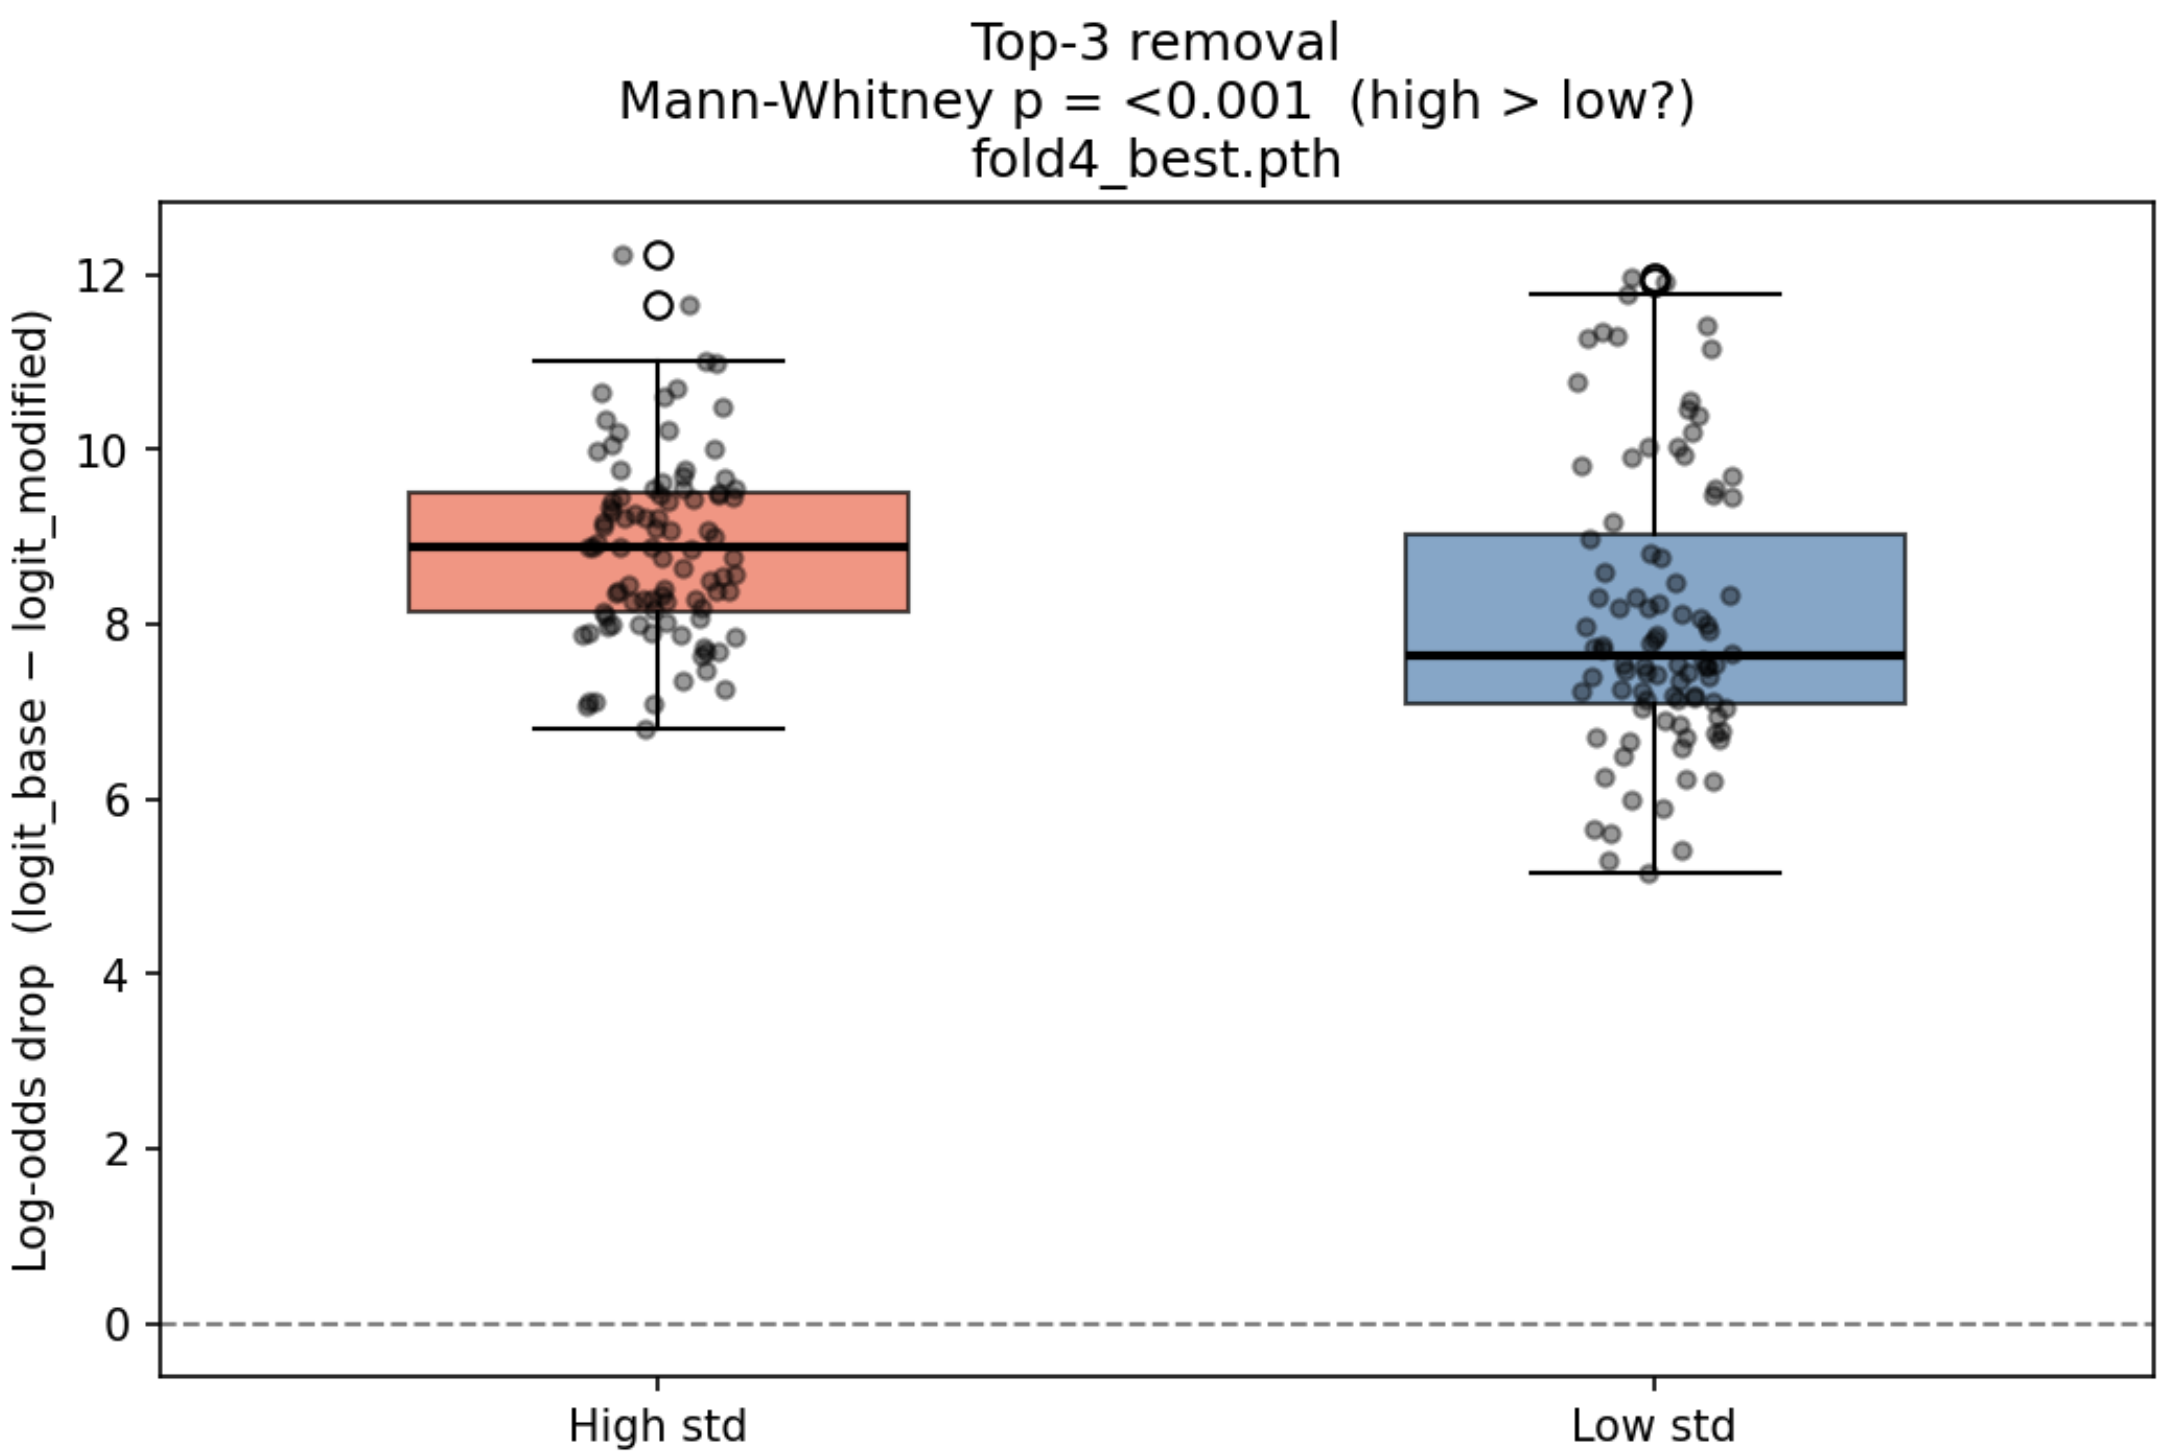 Top-3 removal
Mann-Whitney p = <0.001  (high > low?)
fold4_best.pth
Log-odds drop  (logit_base − logit_modified)
12
10
8
6
4
2
0
High std
Low std